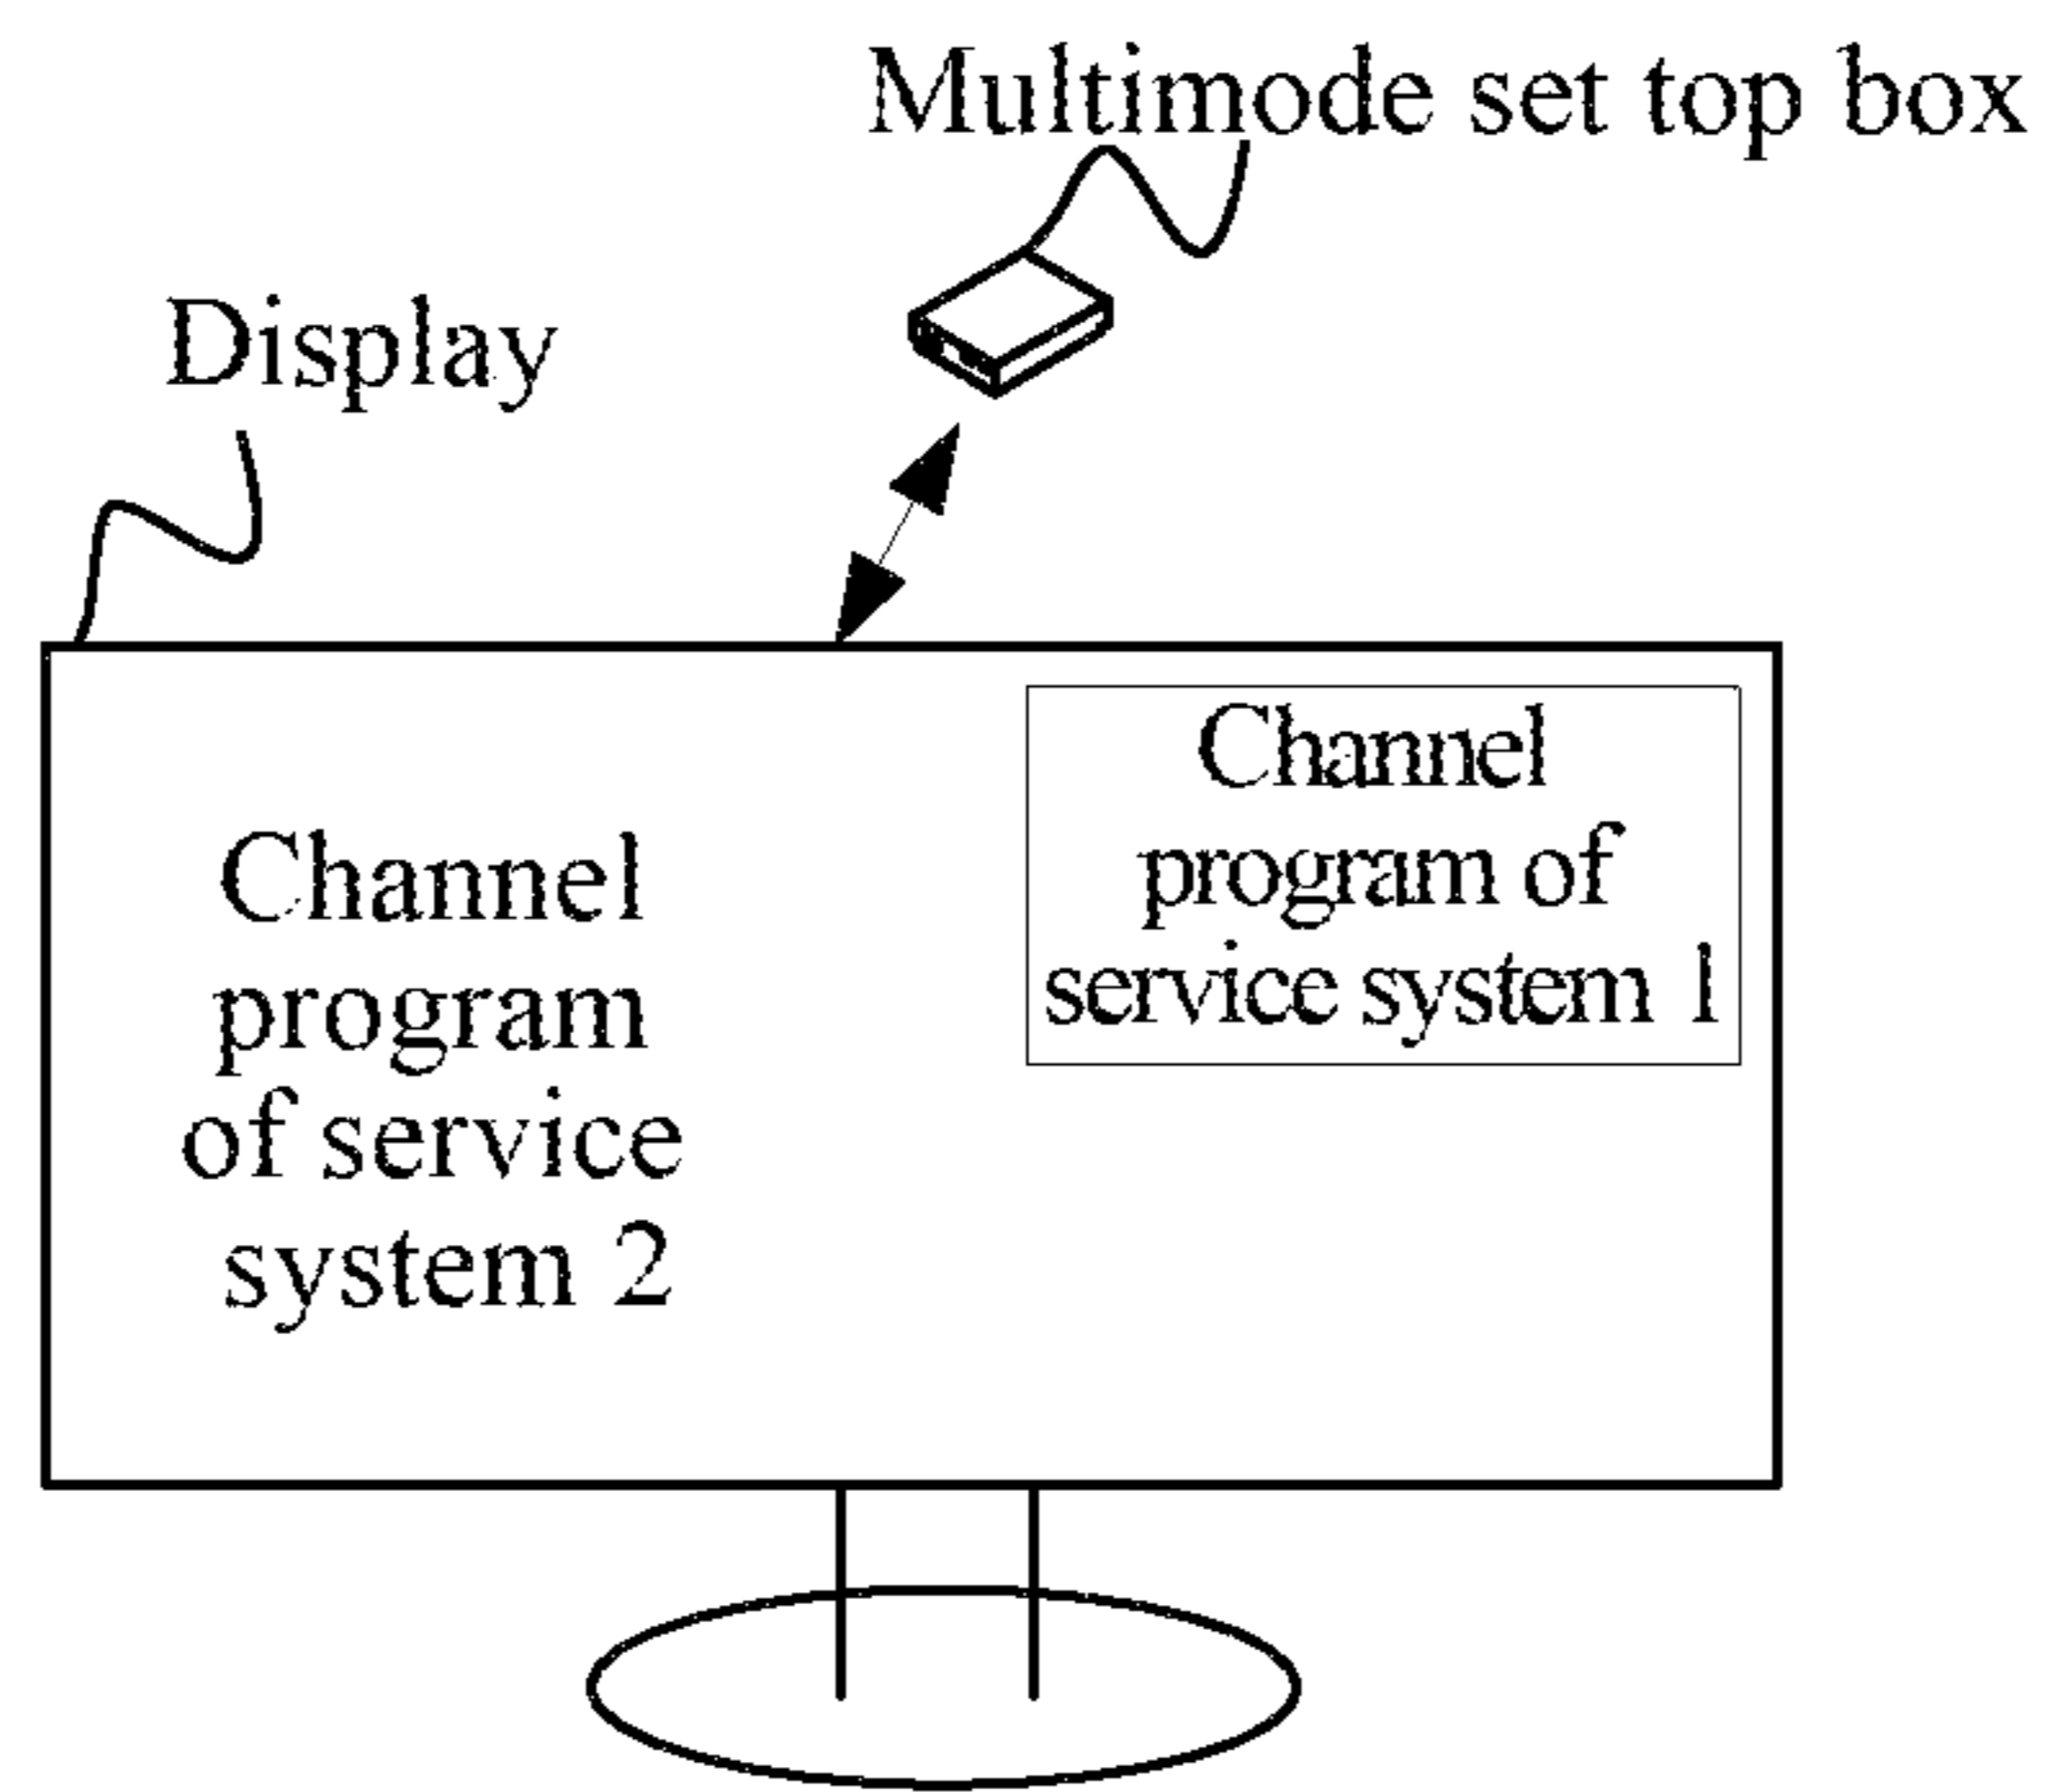 Multimode set top box
Display
Channel
program
of service
system 2
Channel
program of
service system 1